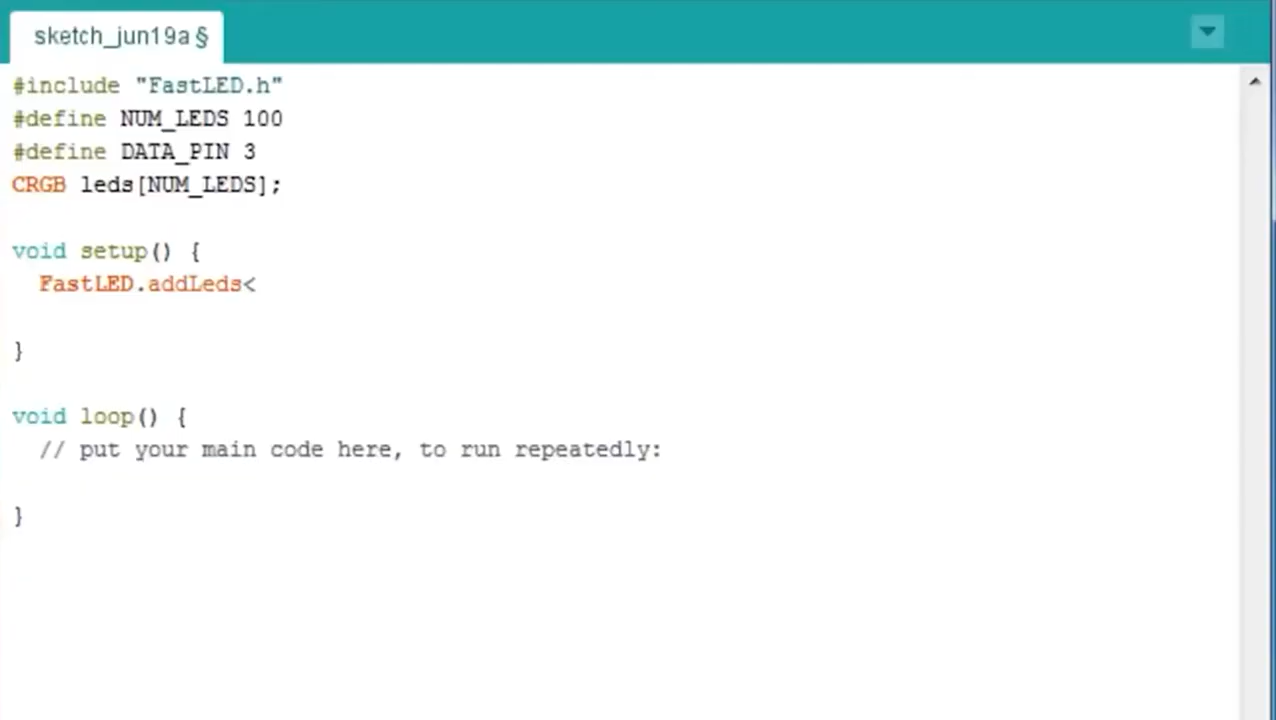 sketch_jun19a §
#include "FastLED.h"
#define NUM_LEDS 100
#define DATA_PIN 3
CRGB leds[NUM_LEDS];
void setup() {
  FastLED.addLeds<
}
void loop() {
  // put your main code here, to run repeatedly:
}